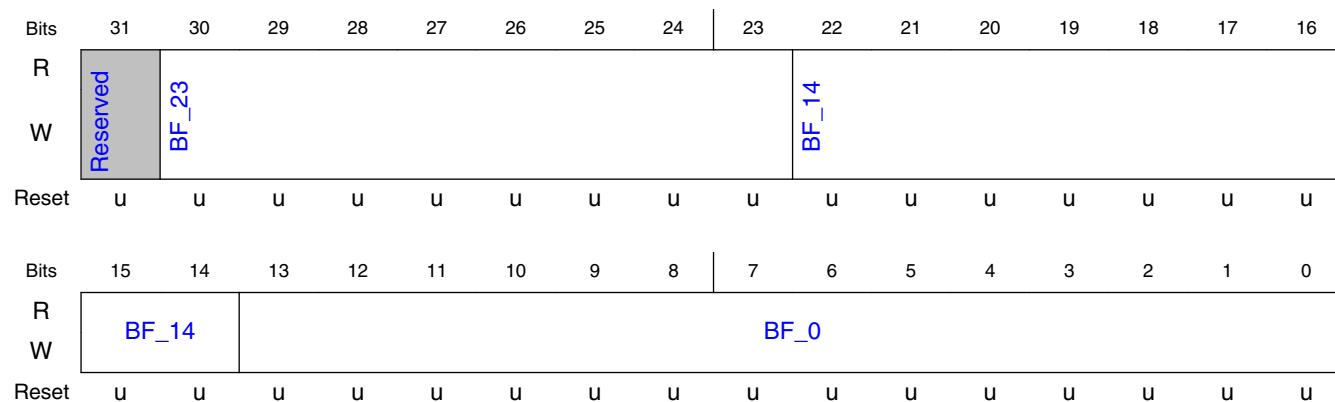 Bits 31 30 29 28 27 26 25 24 23 22 21 20 19 18 17 16
R
Reserved BF_23 BF_14
W
Reset u u u u u u u u u u u u u u u u
Bits 15 14 13 12 11 10 9 8 7 6 5 4 3 2 1 0
R
BF_14 BF_0
W
Reset u u u u u u u u u u u u u u u u